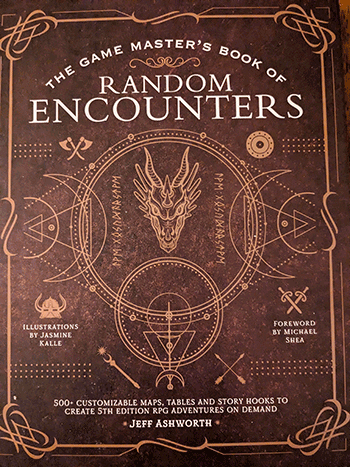 THE GAME MASTER'S BOOK OF
RANDOM
ENCOUNTERS
ILLUSTRATIONS
BY JASMINE
KALLE
FOREWORD
BY MICHAEL
SHEA
500+ CUSTOMIZABLE MAPS, TABLES AND STORY HOOKS TO
CREATE 5TH EDITION RPG ADVENTURES ON DEMAND
JEFF ASHWORTH